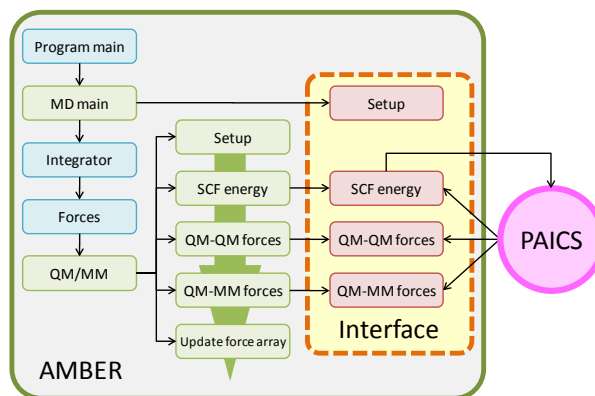 Program main
MD main
Integrator
Forces
QM/MM
Setup
SCF energy
QM-QM forces
QM-MM forces
Update force array
Setup
SCF energy
QM-QM forces
QM-MM forces
Interface
PAICS
AMBER